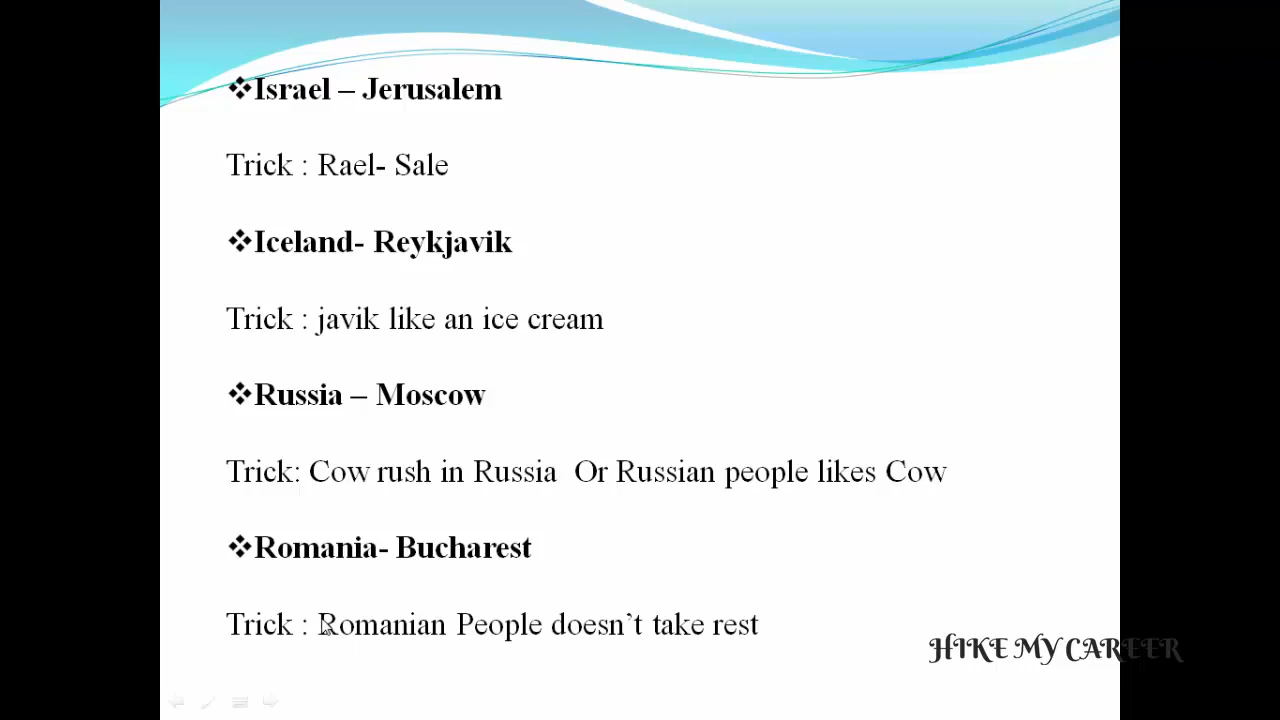 ❖Israel – Jerusalem
Trick : Rael- Sale
❖Iceland- Reykjavik
Trick : javik like an ice cream
❖Russia – Moscow
Trick: Cow rush in Russia  Or Russian people likes Cow
❖Romania- Bucharest
Trick : Romanian People doesn’t take rest
HIKE MY CAREER